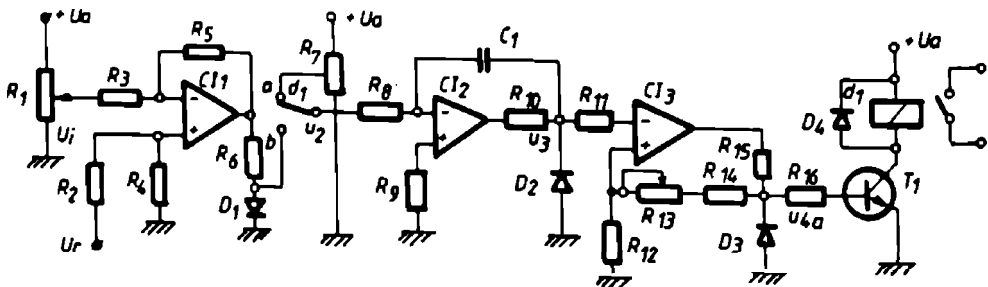 +Ua
R1
Ui
R2
Ur
R3
R4
R5
CI1
-
+
R6
D1
+Ua
R7
a
d1
b
u2
R8
R9
C1
CI2
-
+
R10
u3
D2
R11
CI3
-
+
R12
R13
R14
R15
R16
u4a
D3
+Ua
D4
d1
T1